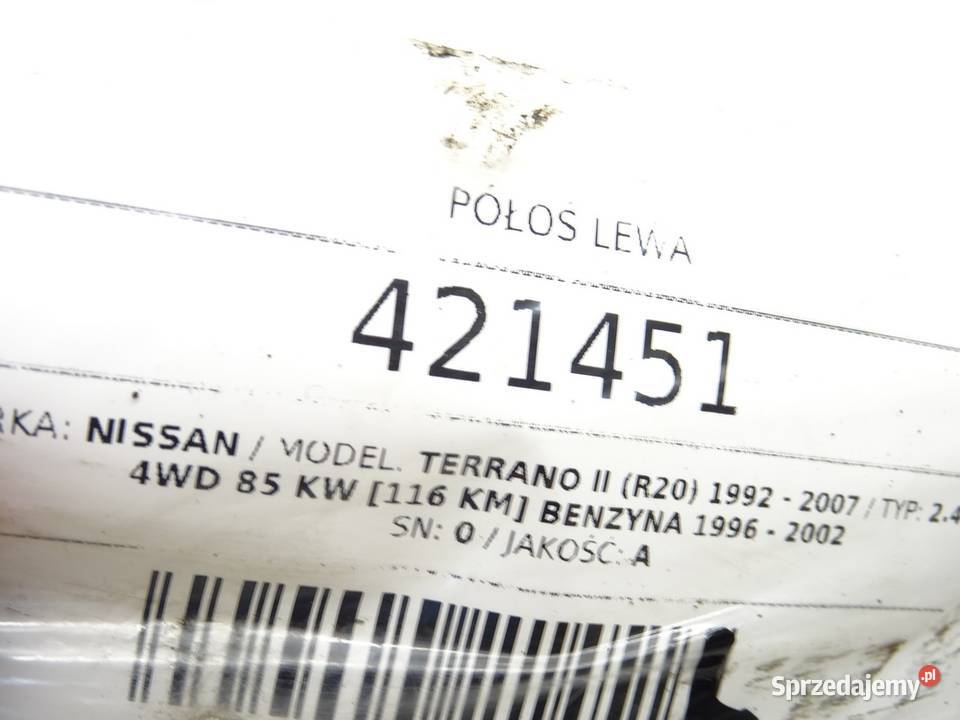 PÓŁOŚ LEWA
421451
RKA: NISSAN / MODEL: TERRANO II (R20) 1992 - 2007 / TYP: 2.4
4WD 85 KW [116 KM] BENZYNA 1996 - 2002
SN: 0 / JAKOŚĆ: A
Sprzedajemy.pl